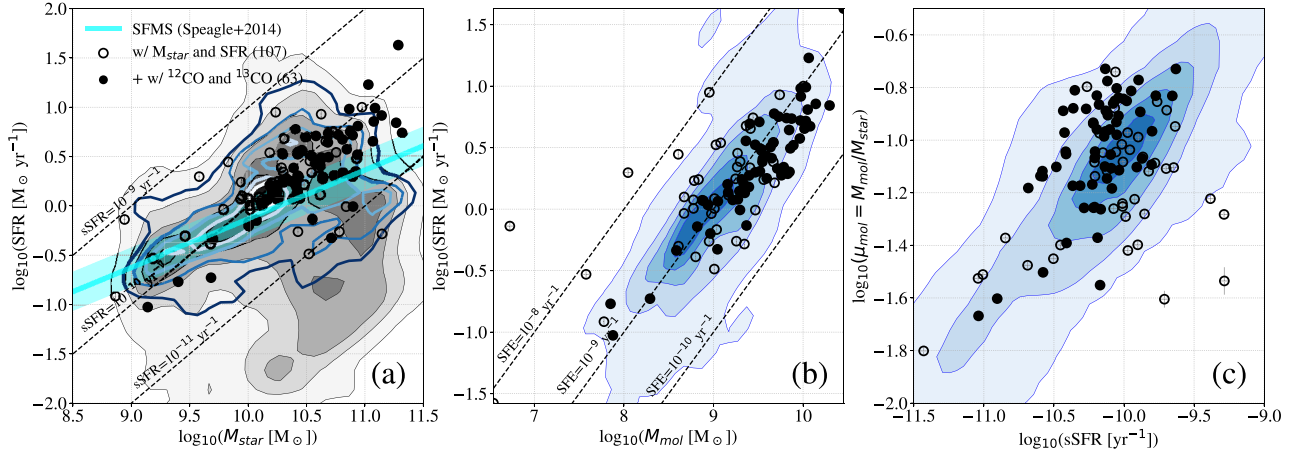 2.0
1.5
1.0
0.5
0.0
−0.5
−1.0
−1.5
−2.0
log₁₀(SFR [M⊙ yr⁻¹])
SFMS (Speagle+2014)
w/ Mₛₜₐᵣ and SFR (107)
+ w/ ¹²CO and ¹³CO (63)
sSFR=10⁻⁹ yr⁻¹
sSFR=10⁻¹⁰ yr⁻¹
sSFR=10⁻¹¹ yr⁻¹
(a)
8.5 9.0 9.5 10.0 10.5 11.0 11.5
log₁₀(Mₛₜₐᵣ [M⊙])
1.5
1.0
0.5
0.0
−0.5
−1.0
−1.5
log₁₀(SFR [M⊙ yr⁻¹])
SFE=10⁻⁸ yr⁻¹
SFE=10⁻⁹ yr⁻¹
SFE=10⁻¹⁰ yr⁻¹
(b)
7 8 9 10
log₁₀(Mₘₒₗ [M⊙])
−0.6
−0.8
−1.0
−1.2
−1.4
−1.6
−1.8
−2.0
log₁₀(μₘₒₗ = Mₘₒₗ/Mₛₜₐᵣ)
(c)
−11.5 −11.0 −10.5 −10.0 −9.5 −9.0
log₁₀(sSFR [yr⁻¹])